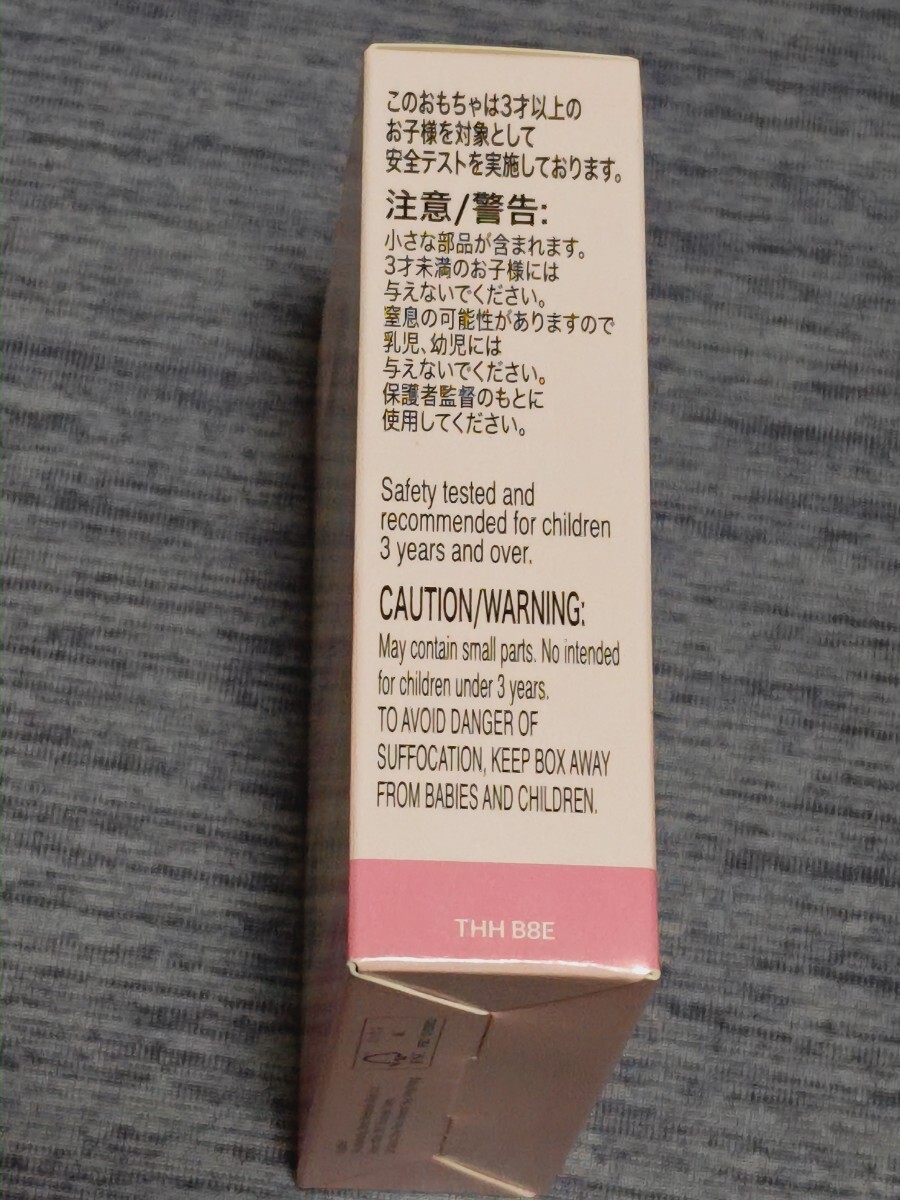 このおもちゃは3才以上の
お子様を対象として
安全テストを実施しております。
注意/警告:
小さな部品が含まれます。
3才未満のお子様には
与えないでください。
窒息の可能性がありますので
乳児、幼児には
与えないでください。
保護者監督のもとに
使用してください。
Safety tested and
recommended for children
3 years and over.
CAUTION/WARNING:
May contain small parts. No intended
for children under 3 years.
TO AVOID DANGER OF
SUFFOCATION, KEEP BOX AWAY
FROM BABIES AND CHILDREN.
THH B8E